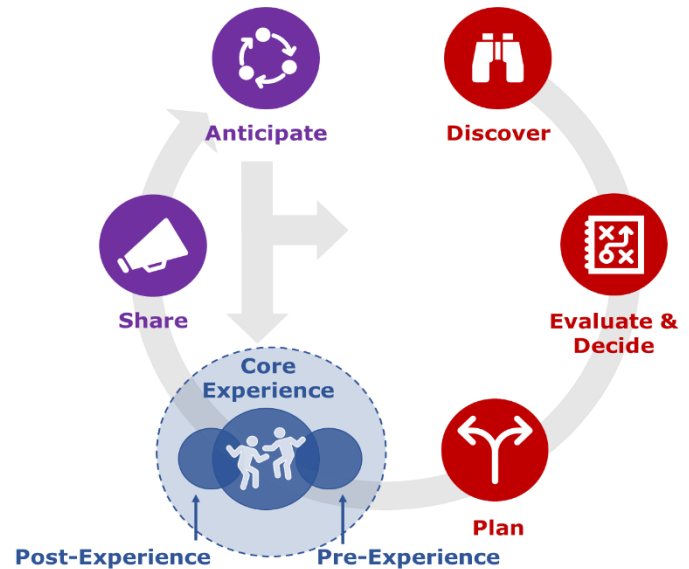 Anticipate
Discover
Share
Evaluate &
Decide
Core
Experience
Plan
Post-Experience
Pre-Experience